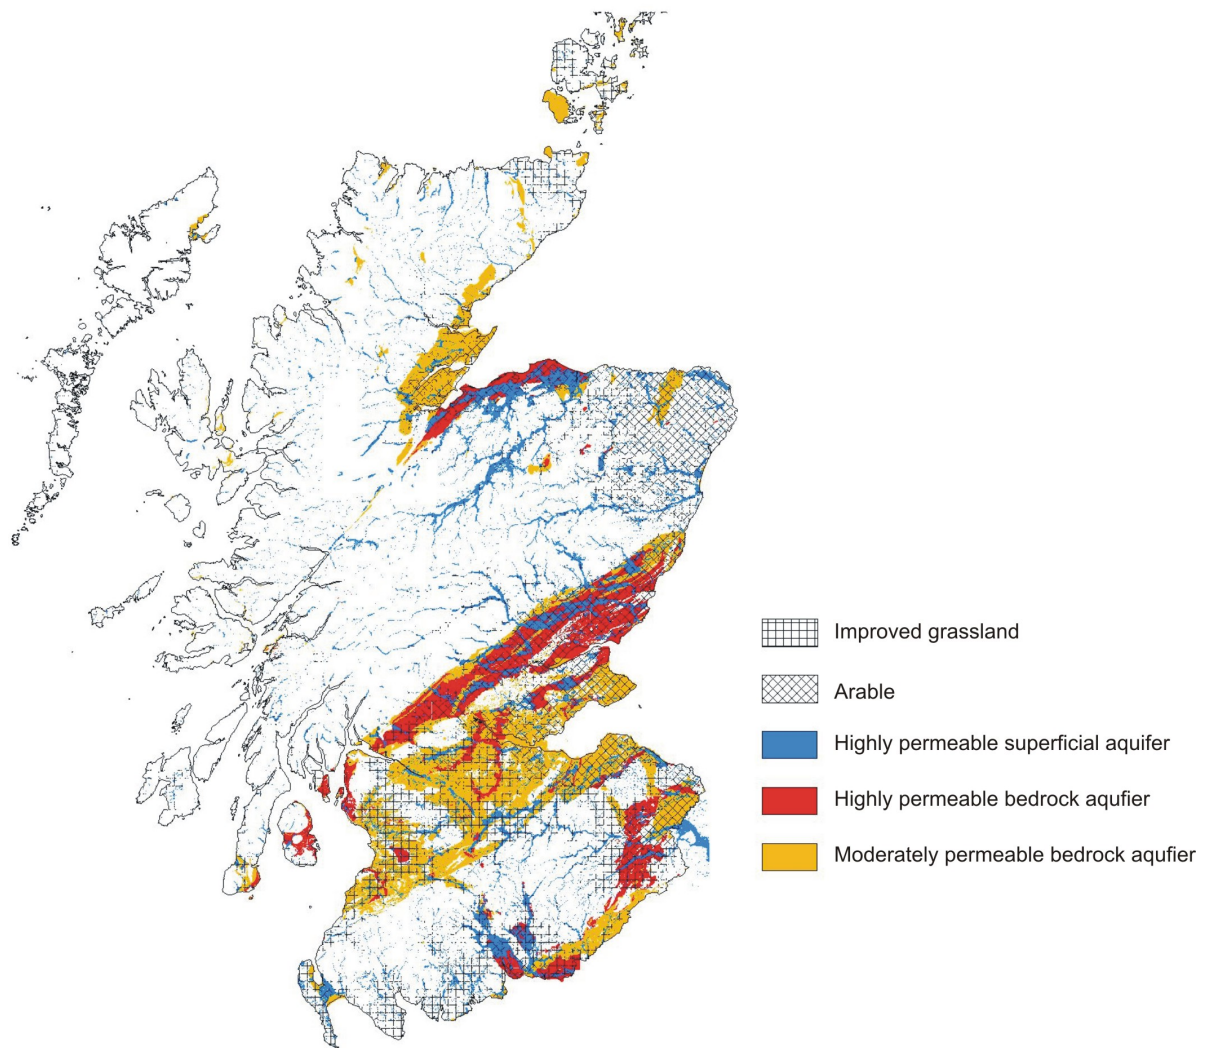 Improved grassland
Arable
Highly permeable superficial aquifer
Highly permeable bedrock aqufier
Moderately permeable bedrock aqufier